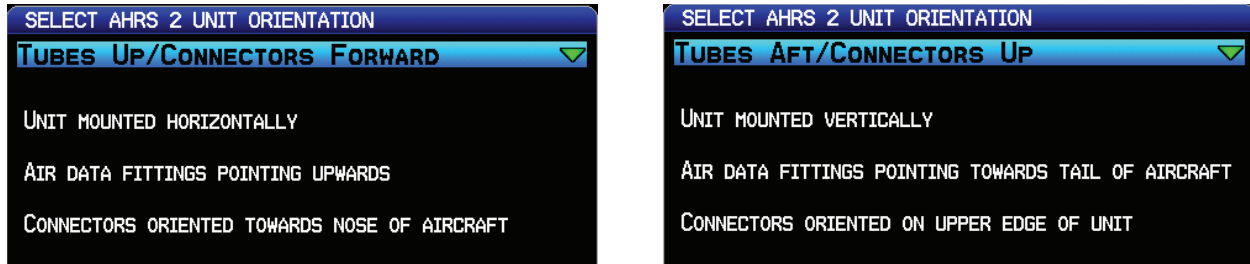 SELECT AHRS 2 UNIT ORIENTATION
TUBES UP/CONNECTORS FORWARD
UNIT MOUNTED HORIZONTALLY
AIR DATA FITTINGS POINTING UPWARDS
CONNECTORS ORIENTED TOWARDS NOSE OF AIRCRAFT
SELECT AHRS 2 UNIT ORIENTATION
TUBES AFT/CONNECTORS UP
UNIT MOUNTED VERTICALLY
AIR DATA FITTINGS POINTING TOWARDS TAIL OF AIRCRAFT
CONNECTORS ORIENTED ON UPPER EDGE OF UNIT